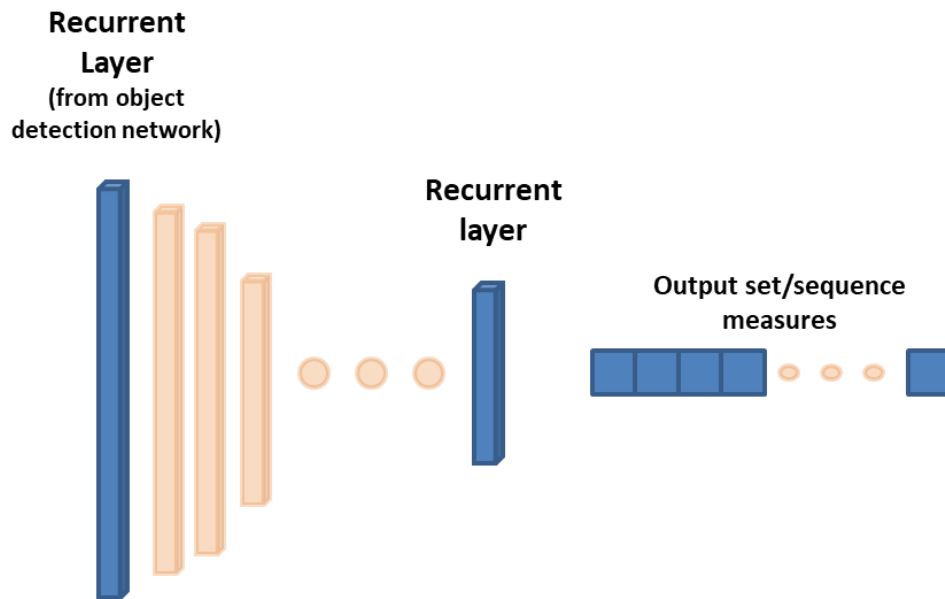 Recurrent
Layer
(from object
detection network)
Recurrent
layer
Output set/sequence
measures